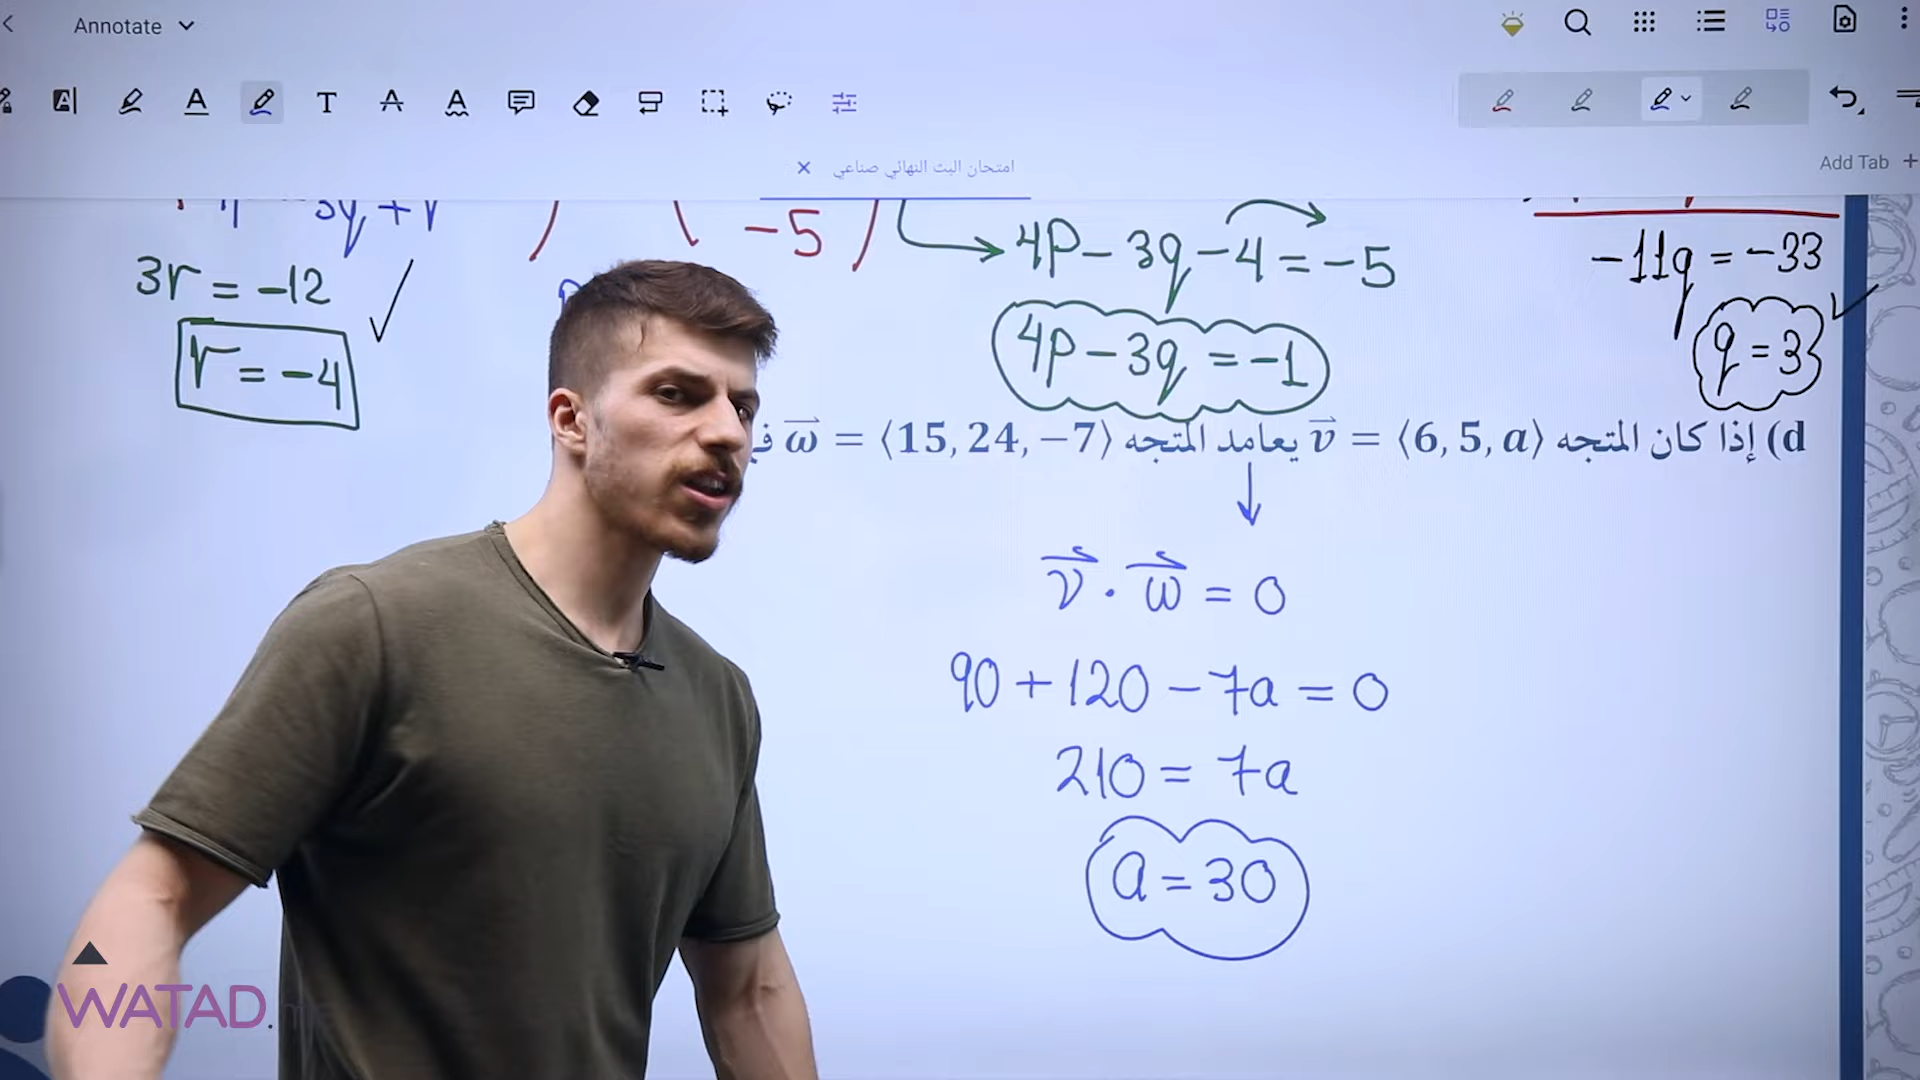 Annotate
T
امتحان البت النهائي صناعي
Add Tab +
-5
4P - 3q - 4 = -5
-11q = -33
3r = -12
r = -4
4p - 3q = -1
q = 3
d) إذا كان المتجه v = ⟨6, 5, a⟩ يعامد المتجه ω = ⟨15, 24, -7⟩
v . ω = 0
90 + 120 - 7a = 0
210 = 7a
a = 30
WATAD